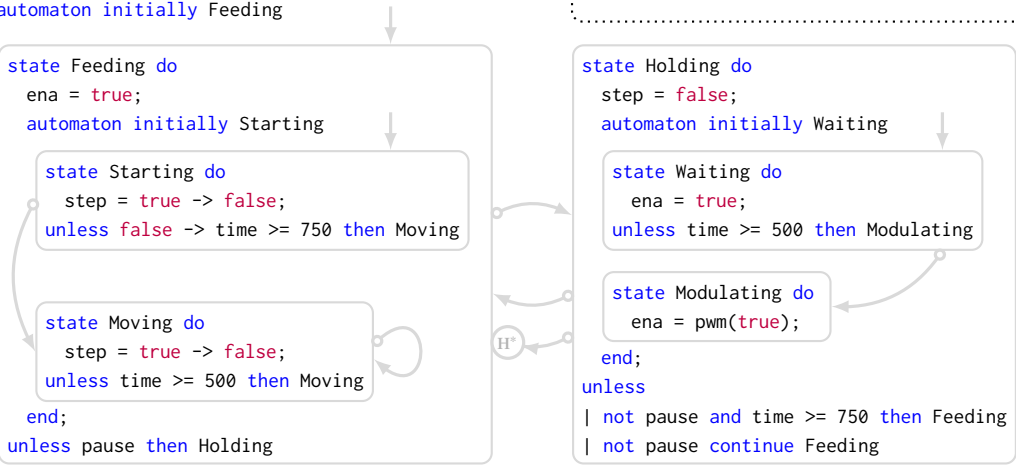 automaton initially Feeding
state Feeding do
ena = true;
automaton initially Starting
state Starting do
step = true -> false;
unless false -> time >= 750 then Moving
state Moving do
step = true -> false;
unless time >= 500 then Moving
end;
unless pause then Holding
H*
state Holding do
step = false;
automaton initially Waiting
state Waiting do
ena = true;
unless time >= 500 then Modulating
state Modulating do
ena = pwm(true);
end;
unless
| not pause and time >= 750 then Feeding
| not pause continue Feeding